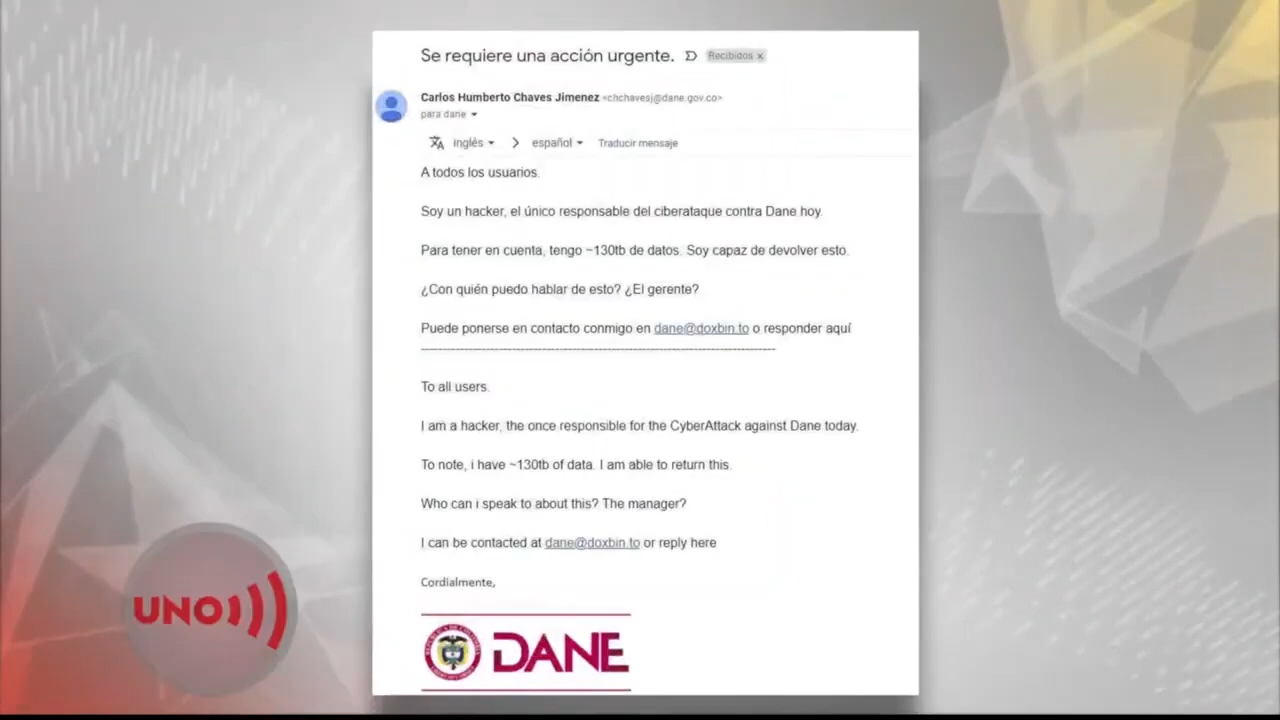 Se requiere una acción urgente. Recibidos x
Carlos Humberto Chaves Jimenez <chchavesj@dane.gov.co>
para dane
inglés > español Traducir mensaje
A todos los usuarios.
Soy un hacker, el único responsable del ciberataque contra Dane hoy.
Para tener en cuenta, tengo ~130tb de datos. Soy capaz de devolver esto.
¿Con quién puedo hablar de esto? ¿El gerente?
Puede ponerse en contacto conmigo en dane@doxbin.to o responder aquí
--------------------------------------------------------------------------------
To all users.
I am a hacker, the once responsible for the CyberAttack against Dane today.
To note, i have ~130tb of data. I am able to return this.
Who can i speak to about this? The manager?
I can be contacted at dane@doxbin.to or reply here
Cordialmente,
DANE
UNO